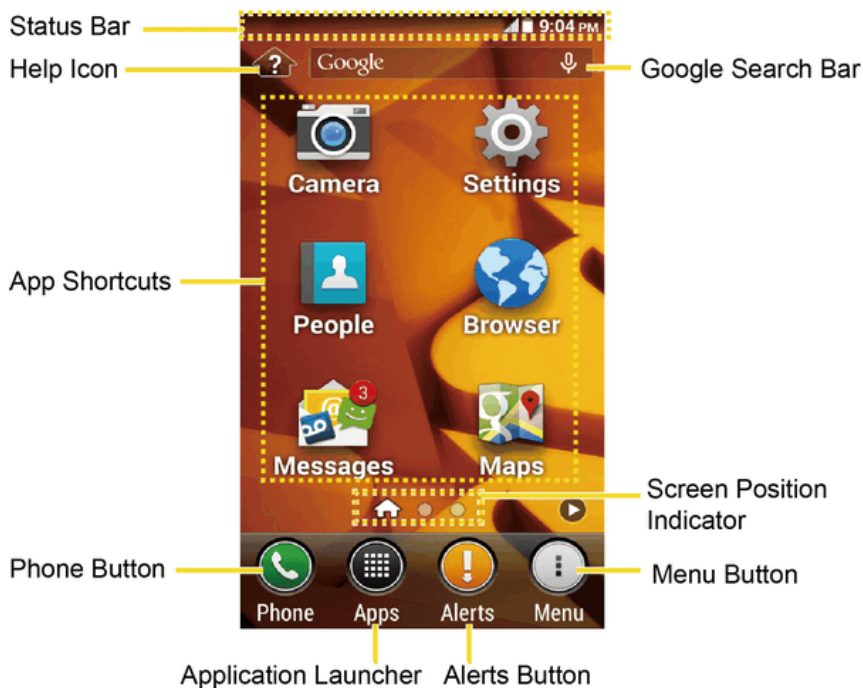 Status Bar
9:04 PM
Help Icon
?
Google
Google Search Bar
Camera
Settings
App Shortcuts
People
Browser
3
@
g
Messages
Maps
Screen Position
Indicator
Phone Button
Menu Button
Phone
Apps
Alerts
Menu
Application Launcher
Alerts Button